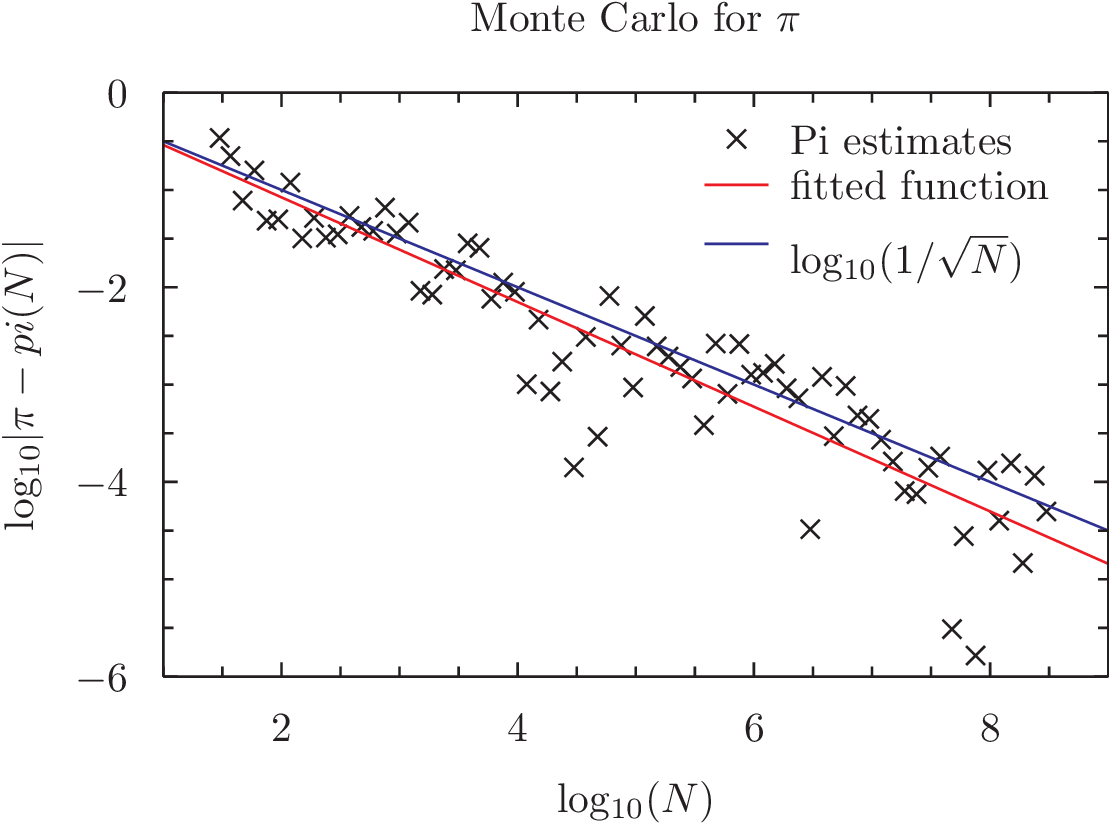 Monte Carlo for π
0
−2
−4
−6
log₁₀|π − pi(N)|
Pi estimates
fitted function
log₁₀(1/√N)
2 4 6 8
log₁₀(N)